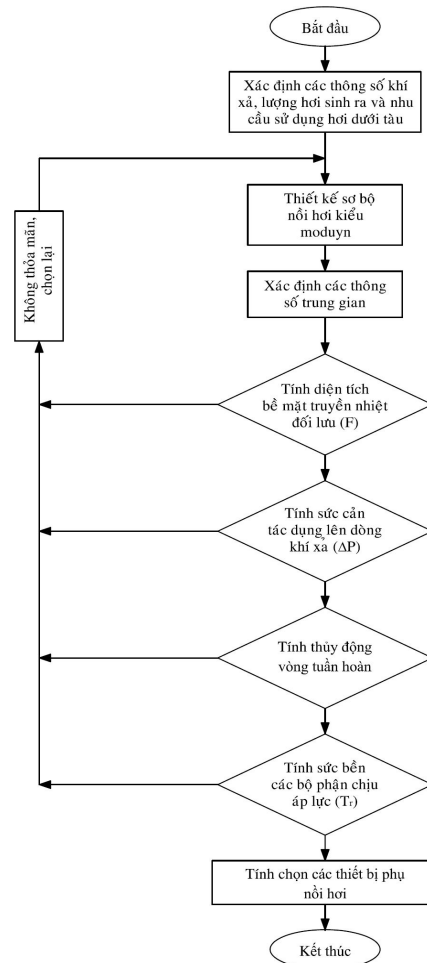 Bắt đầu
Xác định các thông số khí
xả, lượng hơi sinh ra và nhu
cầu sử dụng hơi dưới tàu
Thiết kế sơ bộ
nồi hơi kiểu
moduyn
Không thỏa mãn,
chọn lại
Xác định các thông
số trung gian
Tính diện tích
bề mặt truyền nhiệt
đối lưu (F)
Tính sức cản
tác dụng lên dòng
khí xả (ΔP)
Tính thủy động
vòng tuần hoàn
Tính sức bền
các bộ phận chịu
áp lực (Tr)
Tính chọn các thiết bị phụ
nồi hơi
Kết thúc